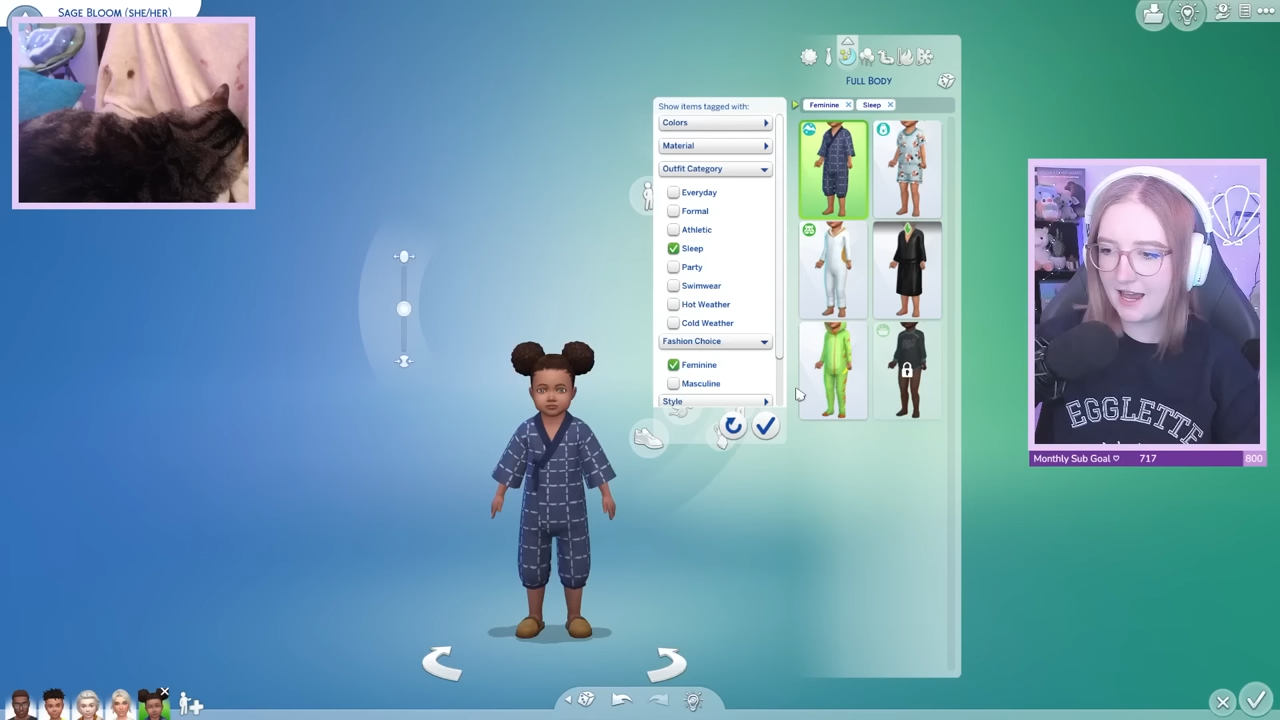 SAGE BLOOM (SHE/HER)
FULL BODY
Show items tagged with:
Feminine
Sleep
Colors
Material
Outfit Category
Everyday
Formal
Athletic
Sleep
Party
Swimwear
Hot Weather
Cold Weather
Fashion Choice
Feminine
Masculine
Style
EGGLETTE
Monthly Sub Goal ♡ 717 800